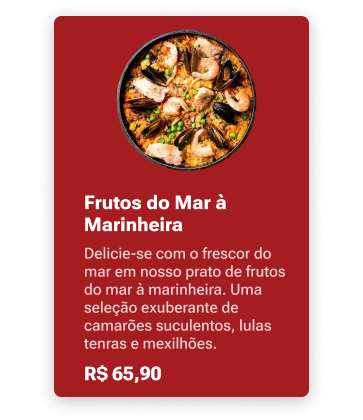 Frutos do Mar à
Marinheira
Delicie-se com o frescor do
mar em nosso prato de frutos
do mar à marinheira. Uma
seleção exuberante de
camarões suculentos, lulas
tenras e mexilhões.
R$ 65,90